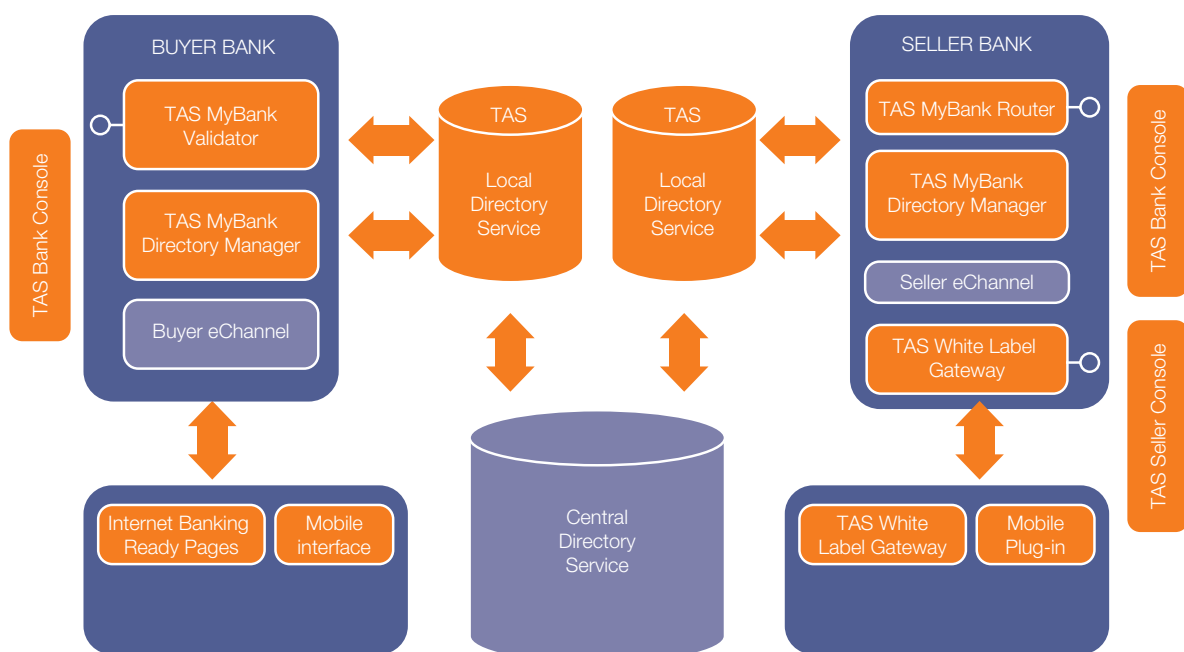 BUYER BANK
TAS MyBank
Validator
TAS MyBank
Directory Manager
Buyer eChannel
TAS Bank Console
Internet Banking
Ready Pages
Mobile
interface
TAS
Local
Directory
Service
TAS
Local
Directory
Service
Central
Directory
Service
SELLER BANK
TAS MyBank Router
TAS MyBank
Directory Manager
Seller eChannel
TAS White Label
Gateway
TAS Bank Console
TAS Seller Console
TAS White
Label Gateway
Mobile
Plug-in